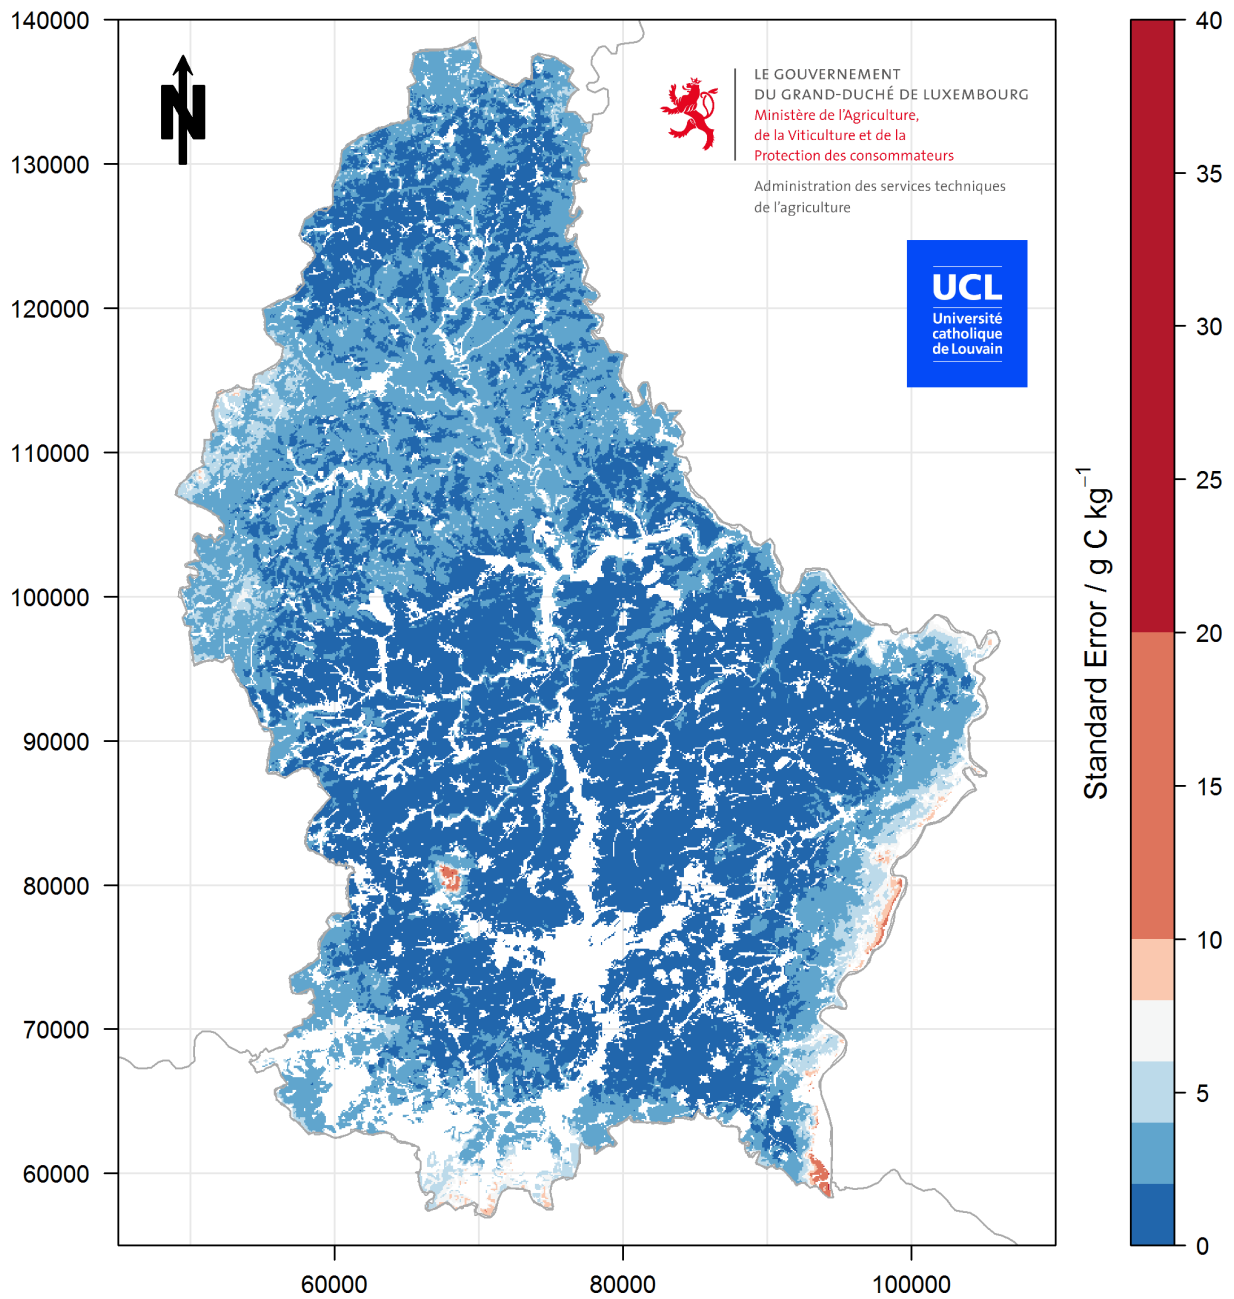 140000
130000
120000
110000
100000
90000
80000
70000
60000
60000
80000
100000
N
LE GOUVERNEMENT
DU GRAND-DUCHÉ DE LUXEMBOURG
Ministère de l'Agriculture,
de la Viticulture et de la
Protection des consommateurs
Administration des services techniques
de l'agriculture
UCL
Université
catholique
de Louvain
Standard Error / g C kg⁻¹
40
35
30
25
20
15
10
5
0